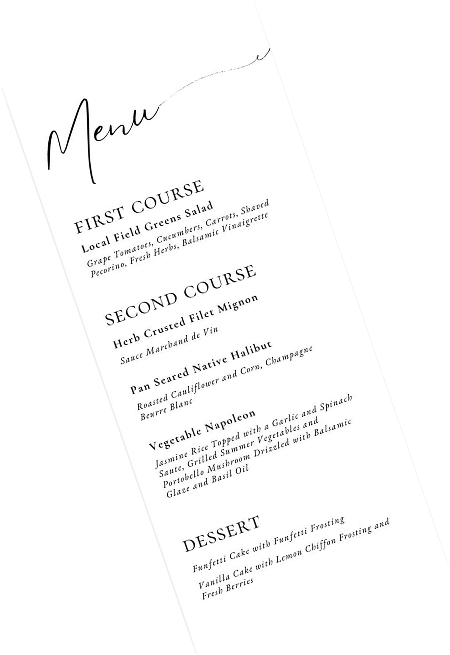 Menu
FIRST COURSE
Local Field Greens Salad
Grape Tomatoes, Cucumbers, Carrots, Shaved
Pecorino, Fresh Herbs, Balsamic Vinaigrette
SECOND COURSE
Herb Crusted Filet Mignon
Sauce Marchand de Vin
Pan Seared Native Halibut
Roasted Cauliflower and Corn, Champagne
Beurre Blanc
Vegetable Napoleon
Jasmine Rice Topped with a Garlic and Spinach
Saute, Grilled Summer Vegetables and
Portobello Mushroom Drizzled with Balsamic
Glaze and Basil Oil
DESSERT
Funfetti Cake with Funfetti Frosting
Vanilla Cake with Lemon Chiffon Frosting and
Fresh Berries